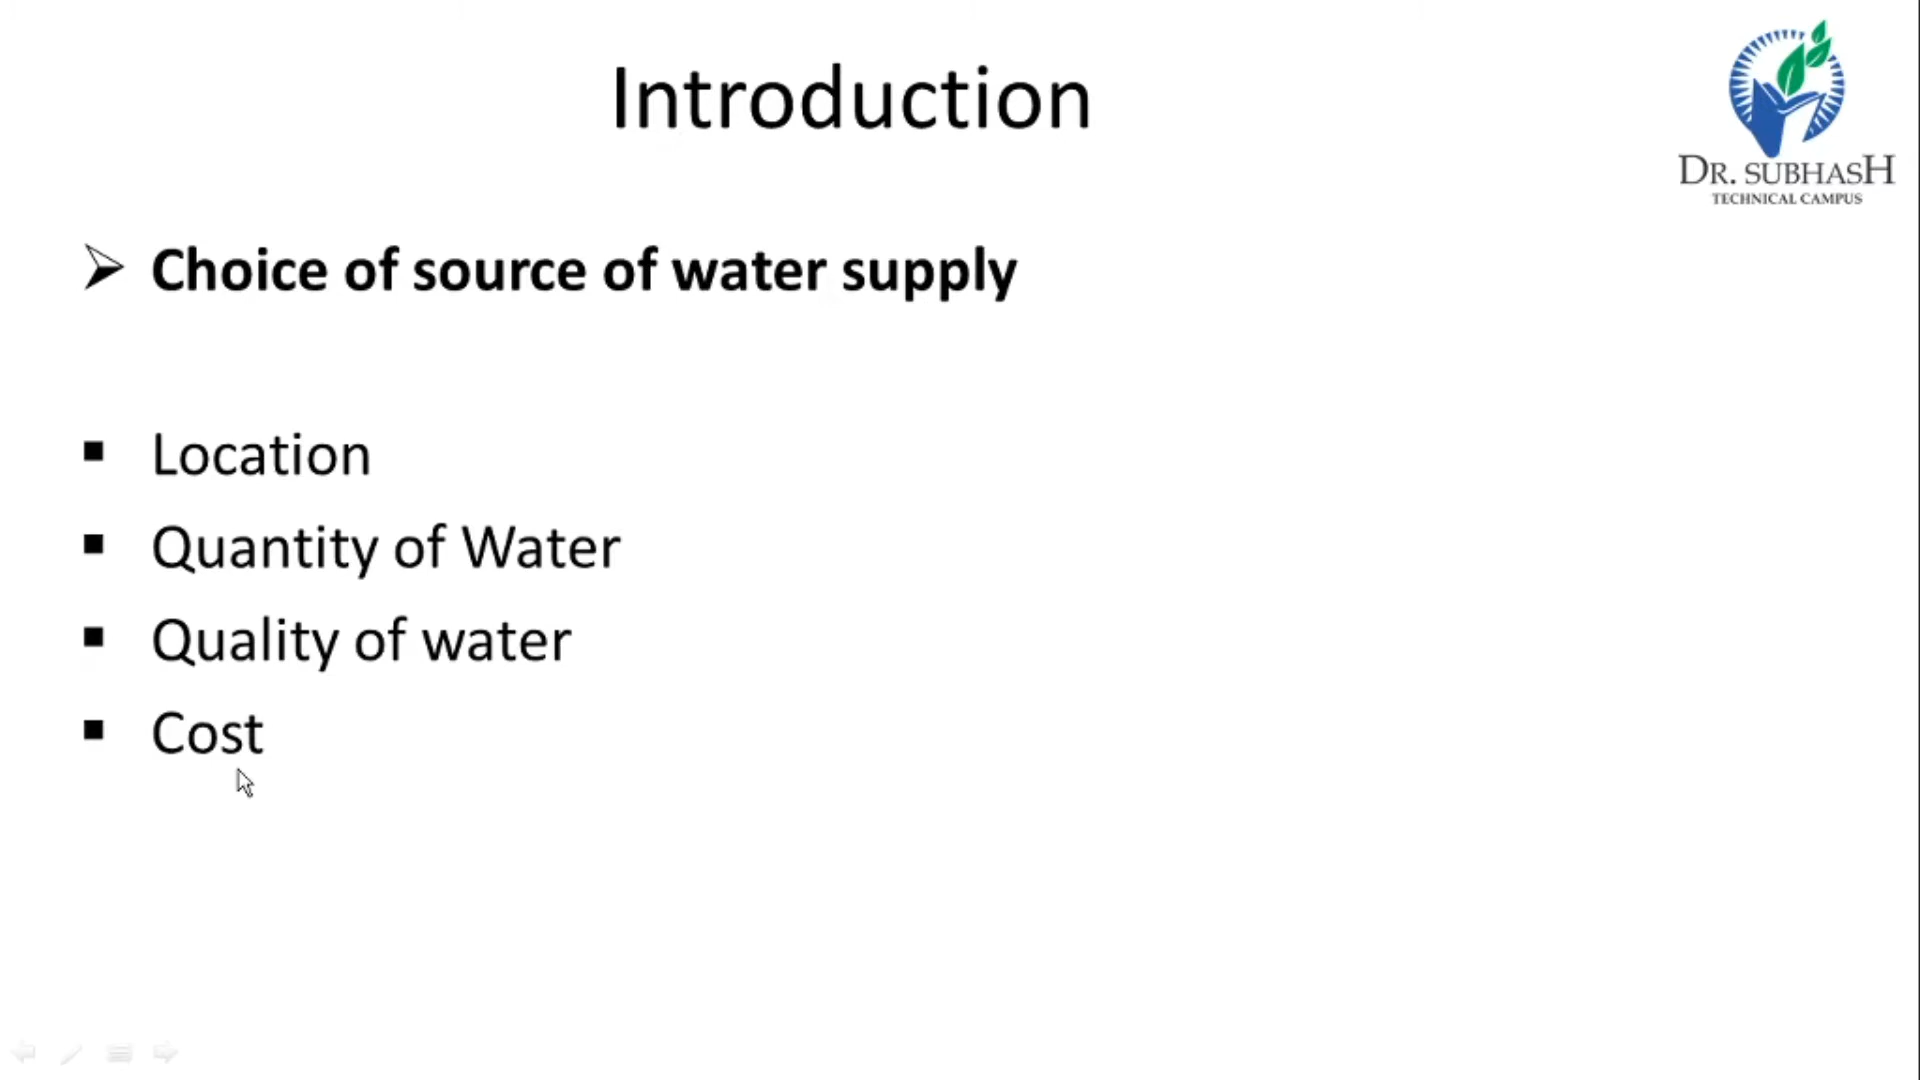 Introduction
DR. SUBHASH
TECHNICAL CAMPUS
Choice of source of water supply
Location
Quantity of Water
Quality of water
Cost